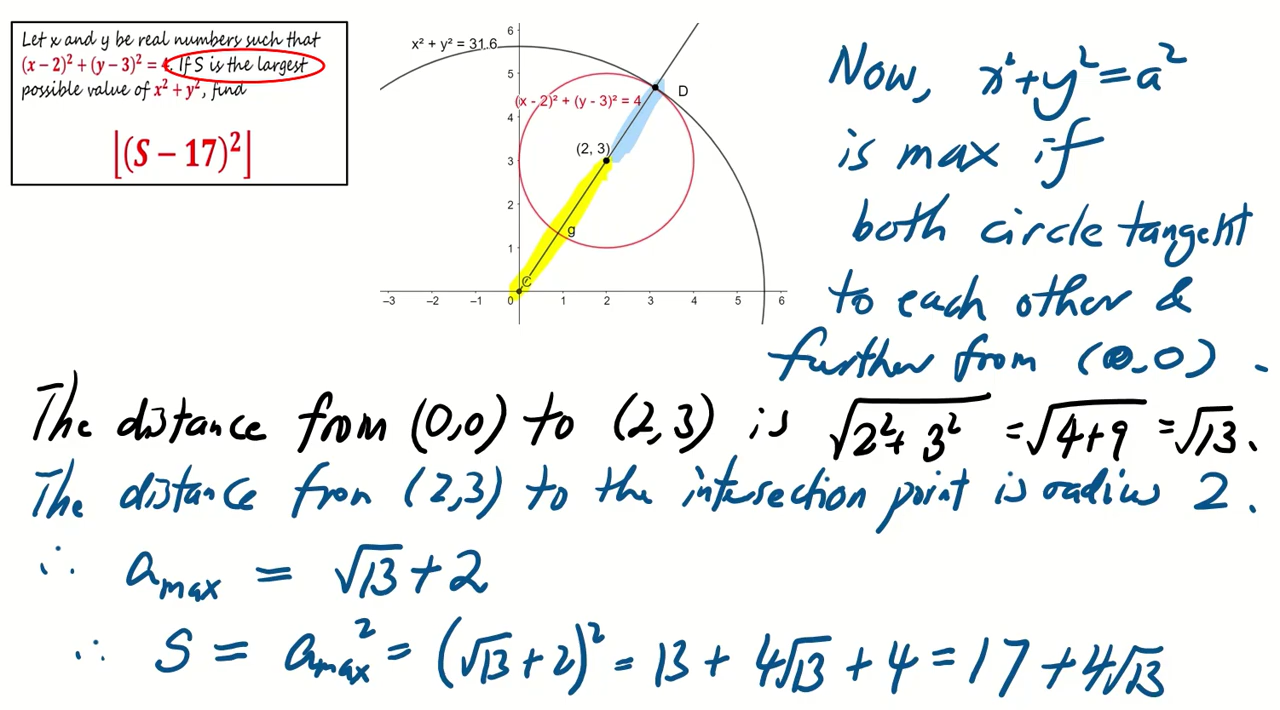 Let x and y be real numbers such that
(x − 2)² + (y − 3)² = 4. If S is the largest
possible value of x² + y², find
⌊(S − 17)²⌋
x² + y² = 31.6
(x - 2)² + (y - 3)² = 4
D
(2, 3)
g
C
6
5
4
3
2
1
−3 −2 −1 0 1 2 3 4 5 6
Now, x²+y²=a²
is max if
both circle tangent
to each other &
further from (0,0).
The distance from (0,0) to (2,3) is √(2²+3²) = √(4+9) = √13.
The distance from (2,3) to the intersection point is radius 2.
∴ a_max = √13 + 2
∴ S = a_max² = (√13 + 2)² = 13 + 4√13 + 4 = 17 + 4√13